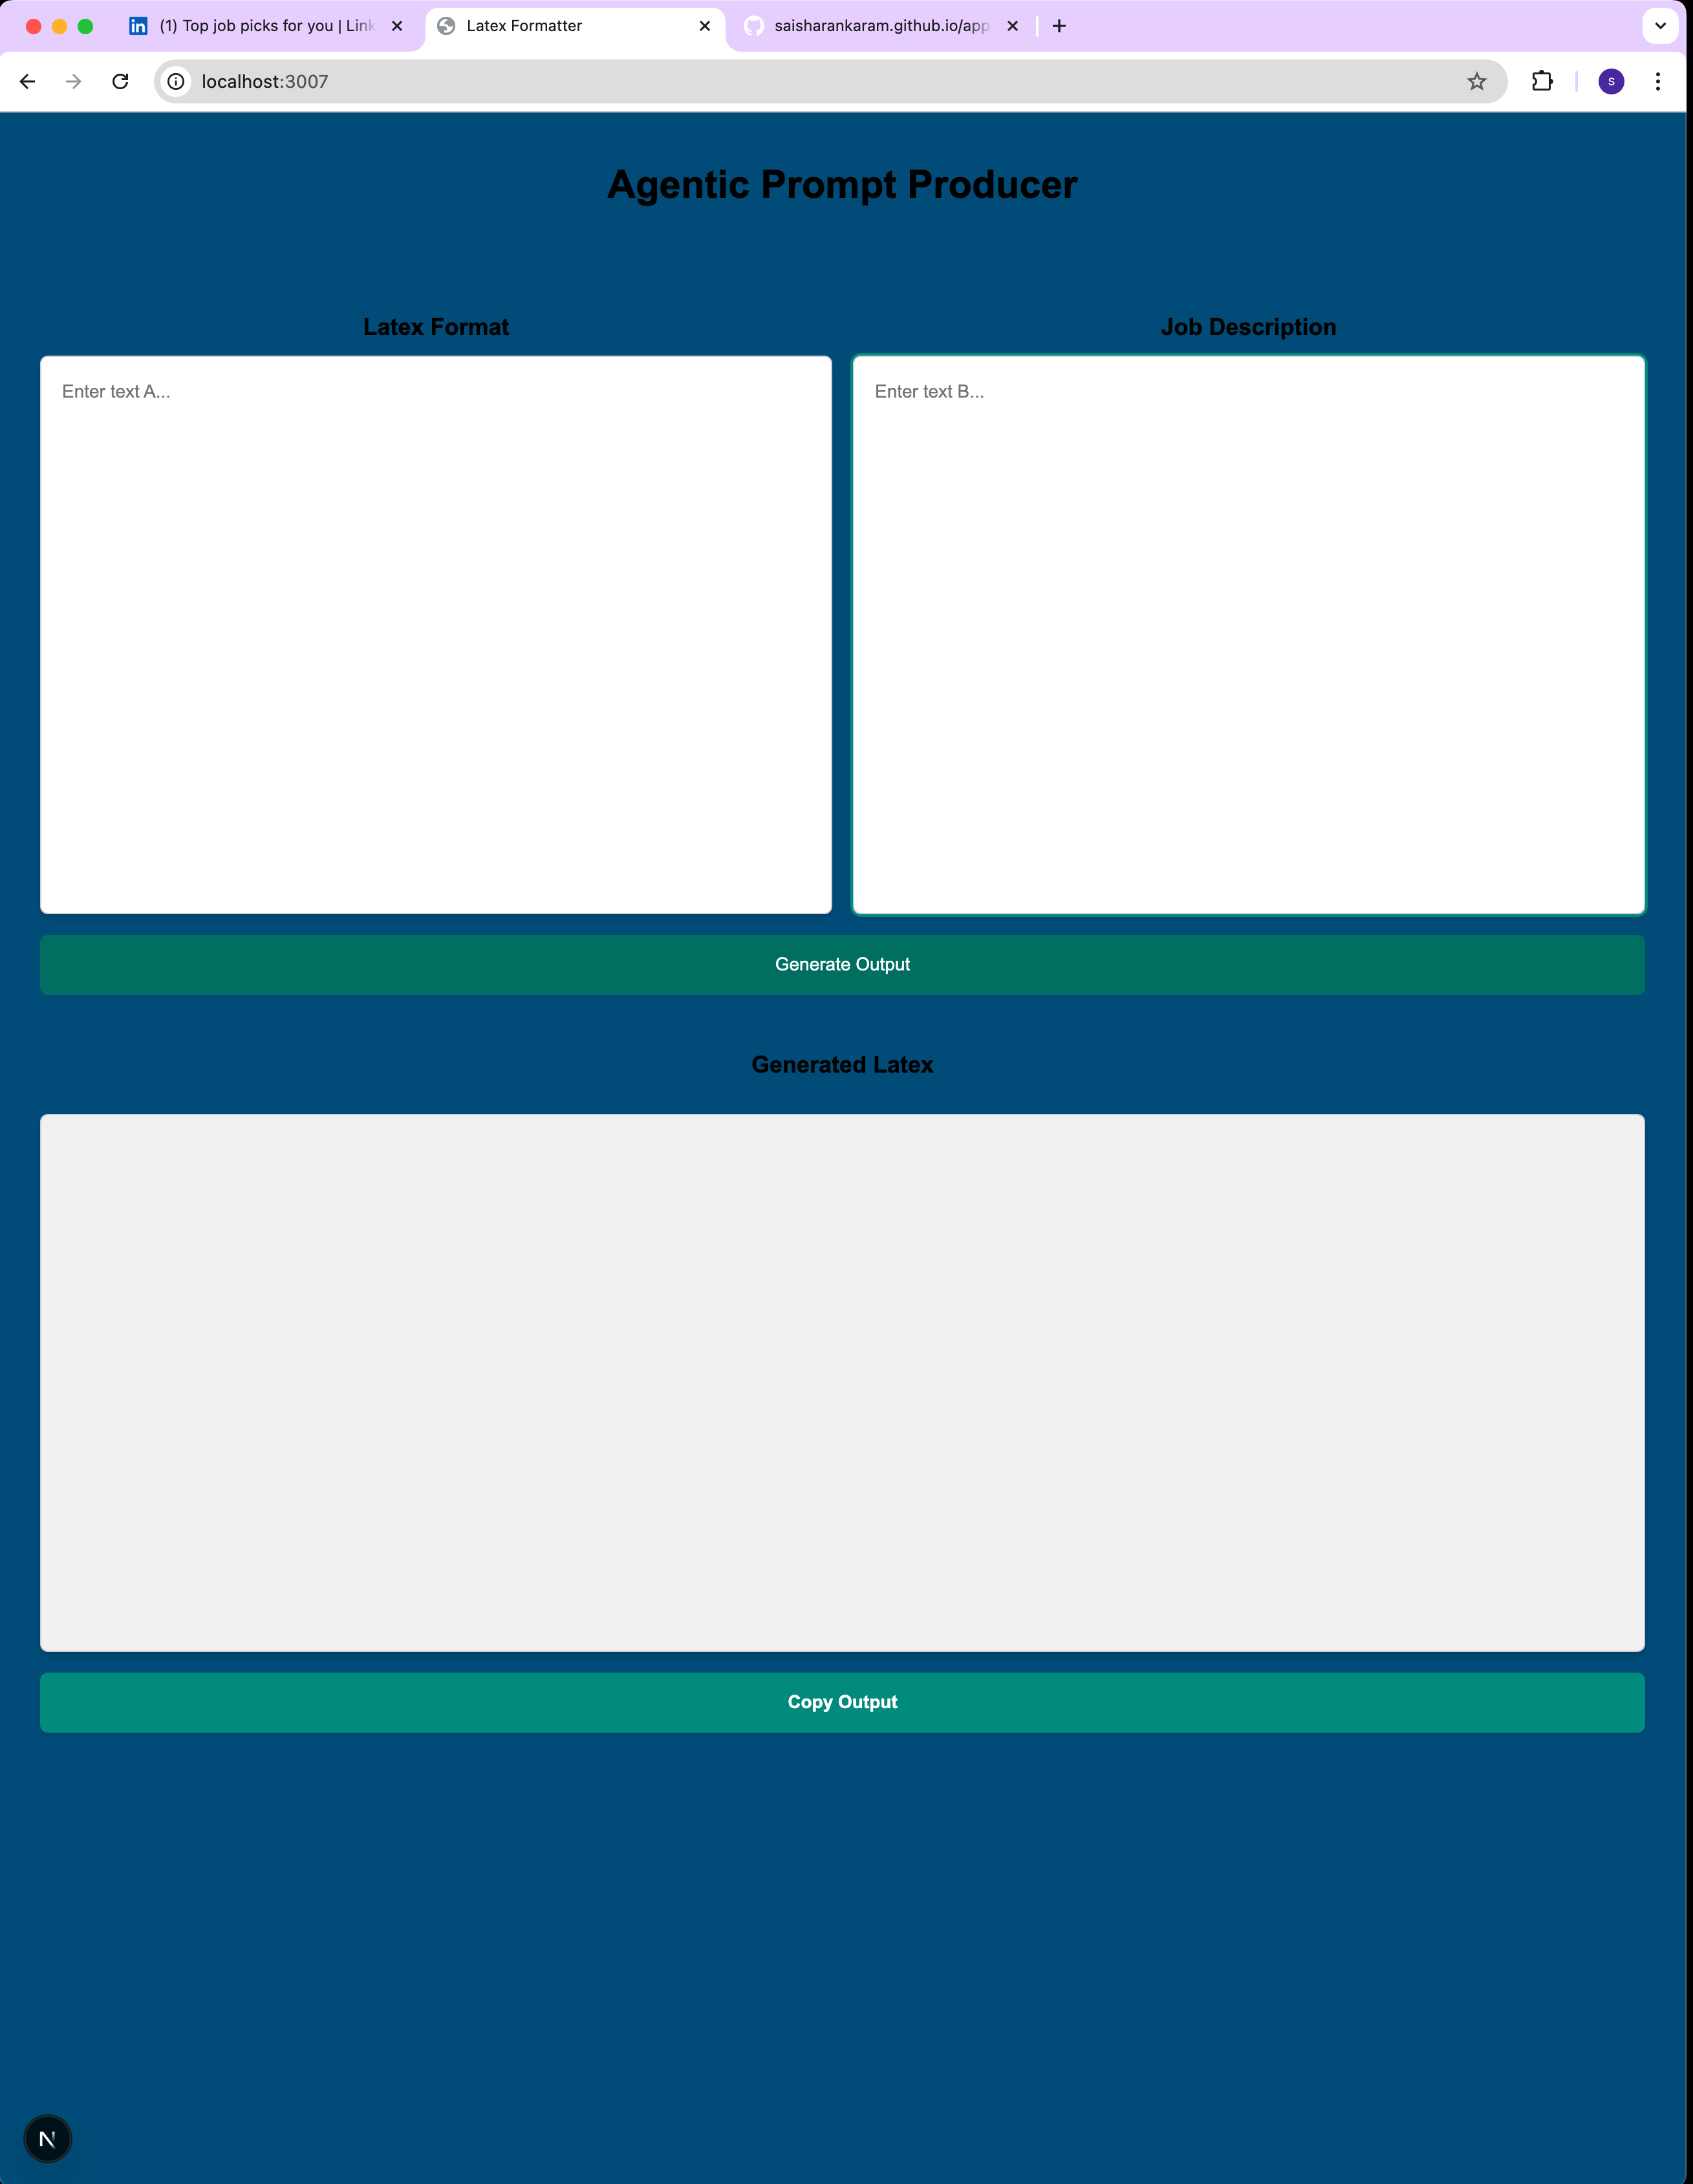 in (1) Top job picks for you | Link
Latex Formatter
saisharankaram.github.io/app
localhost:3007
S
Agentic Prompt Producer
Latex Format
Job Description
Enter text A...
Enter text B...
Generate Output
Generated Latex
Copy Output
N